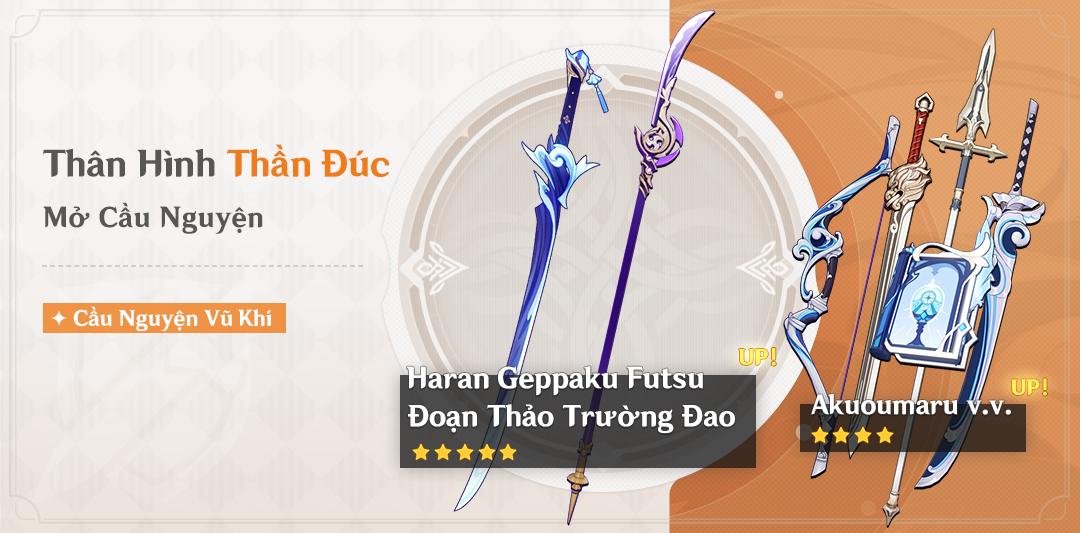 Thân Hình Thần Đúc
Mở Cầu Nguyện
✦ Cầu Nguyện Vũ Khí
UP!
Haran Geppaku Futsu
Đoạn Thảo Trường Đao
★★★★★
UP!
Akuoumaru v.v.
★★★★